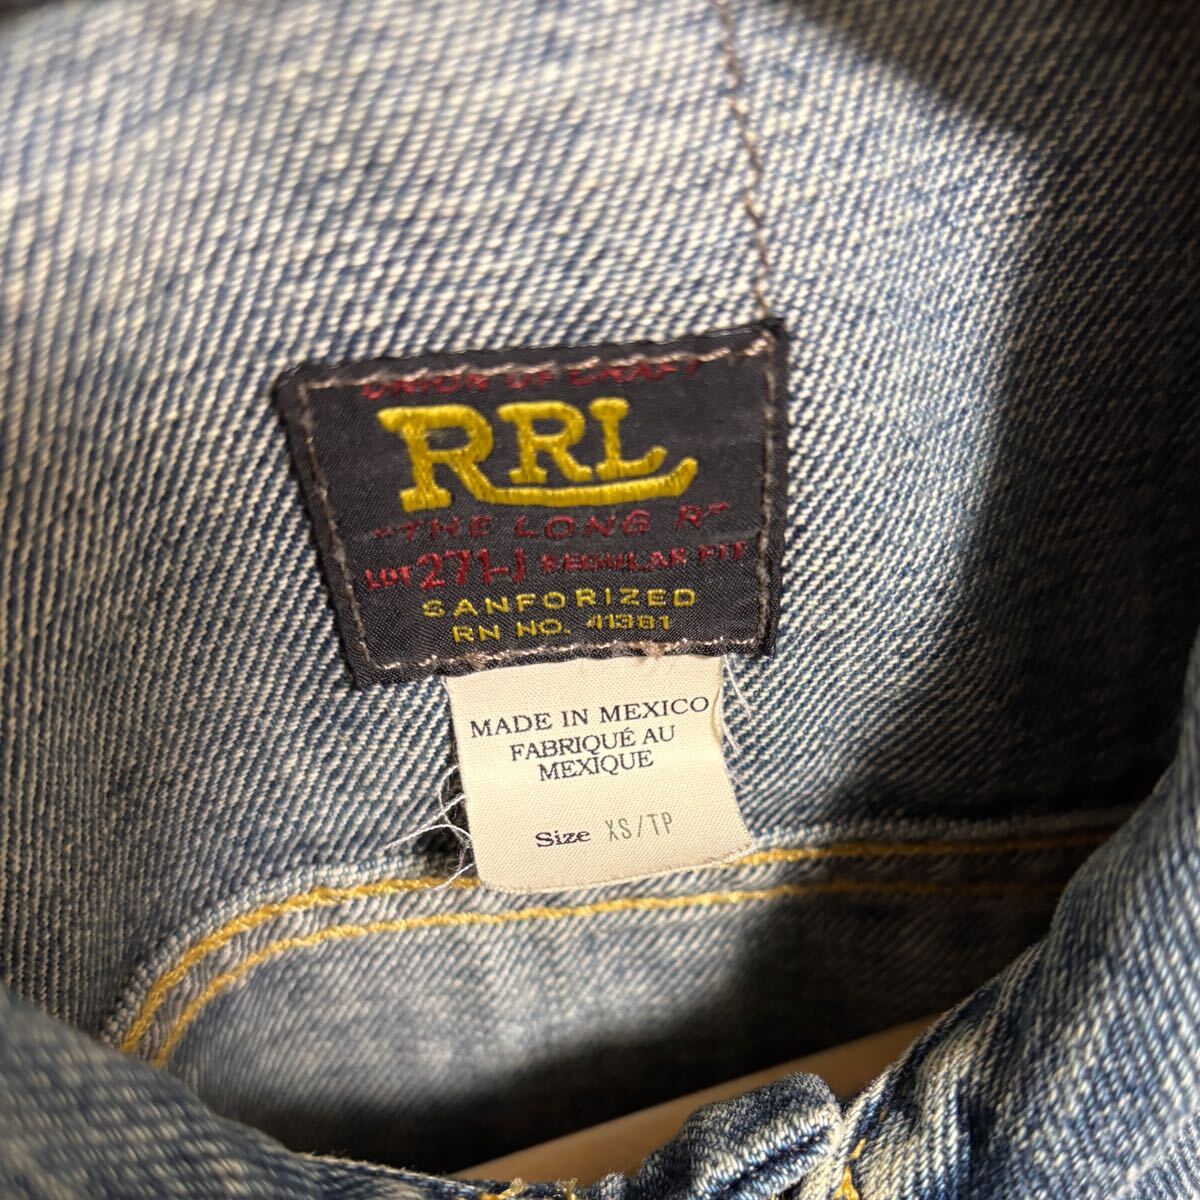 UNION OF CRAFT
RRL
"THE LONG R"
LOT 271-J REGULAR FIT
SANFORIZED
RN NO. 41381
MADE IN MEXICO
FABRIQUÉ AU
MEXIQUE
Size XS/TP